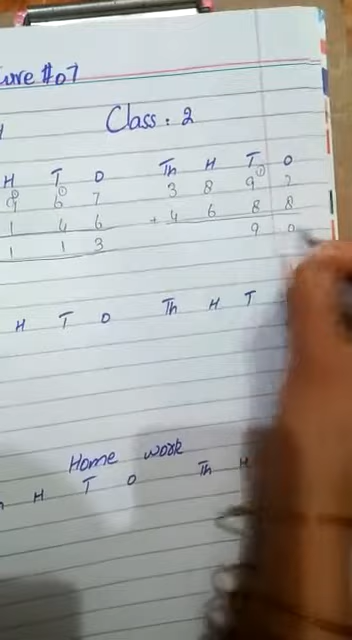 ure #07
Class : 2
H T O Th H T O
9 6 7 3 8 9 2
1 4 6 + 4 6 8 8
1 1 3 9 0
H T O Th H T
Home work
H T O Th H